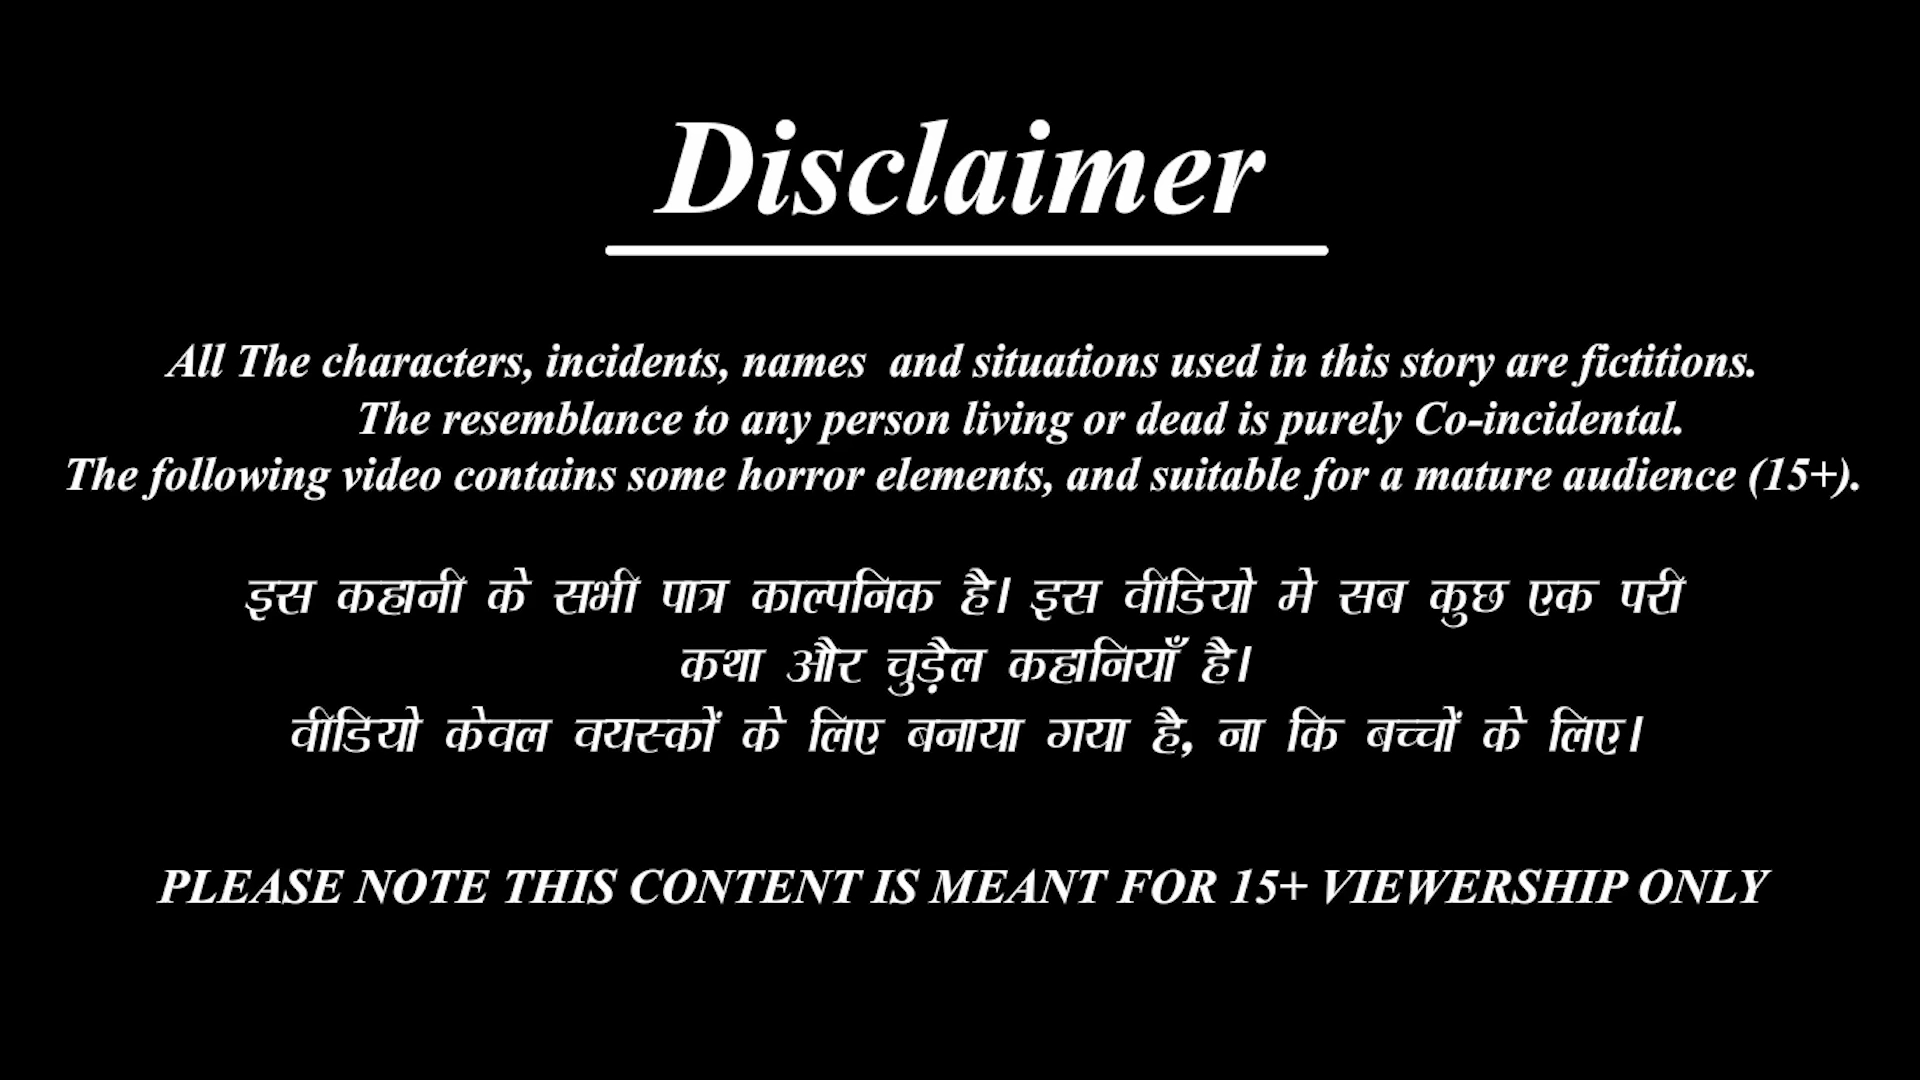 Disclaimer
All The characters, incidents, names and situations used in this story are fictitions.
The resemblance to any person living or dead is purely Co-incidental.
The following video contains some horror elements, and suitable for a mature audience (15+).
इस कहानी के सभी पात्र काल्पनिक है। इस वीडियो मे सब कुछ एक परी
कथा और चुड़ैल कहानियाँ है।
वीडियो केवल वयस्कों के लिए बनाया गया है, ना कि बच्चों के लिए।
PLEASE NOTE THIS CONTENT IS MEANT FOR 15+ VIEWERSHIP ONLY